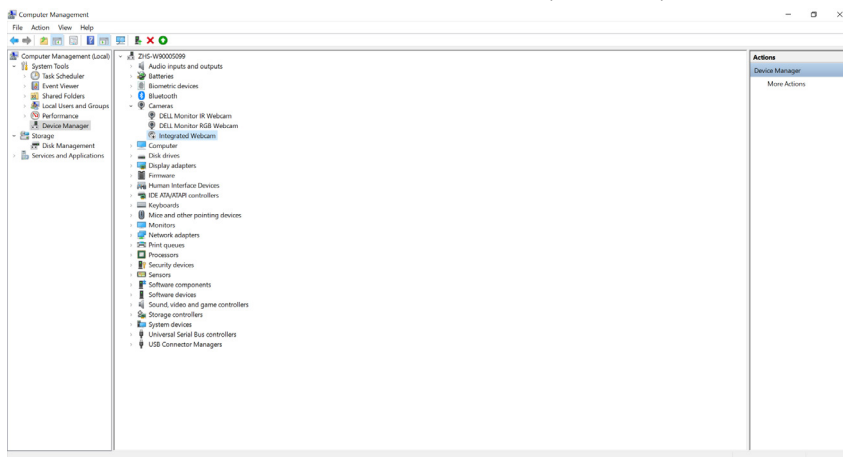 Computer Management
File Action View Help
Computer Management (Local)
System Tools
Task Scheduler
Event Viewer
Shared Folders
Local Users and Groups
Performance
Device Manager
Storage
Disk Management
Services and Applications
ZHS-W90005099
Audio inputs and outputs
Batteries
Biometric devices
Bluetooth
Cameras
DELL Monitor IR Webcam
DELL Monitor RGB Webcam
Integrated Webcam
Computer
Disk drives
Display adapters
Firmware
Human Interface Devices
IDE ATA/ATAPI controllers
Keyboards
Mice and other pointing devices
Monitors
Network adapters
Print queues
Processors
Security devices
Sensors
Software components
Software devices
Sound, video and game controllers
Storage controllers
System devices
Universal Serial Bus controllers
USB Connector Managers
Actions
Device Manager
More Actions